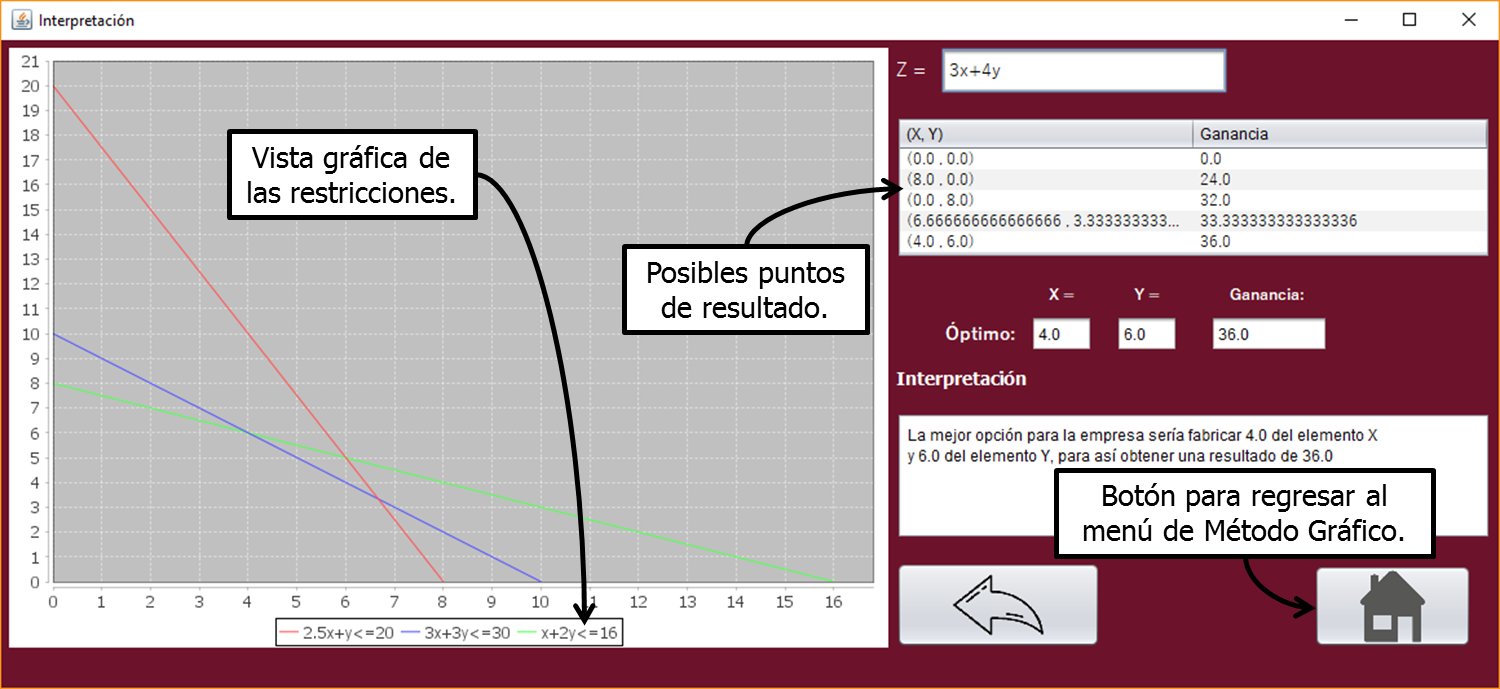 Interpretación
21
20
19
18
17
16
15
14
13
12
11
10
9
8
7
6
5
4
3
2
1
0
0 1 2 3 4 5 6 7 8 9 10 11 12 13 14 15 16
2.5x+y<=20 3x+3y<=30 x+2y<=16
Vista gráfica de
las restricciones.
Z = 3x+4y
(X, Y) Ganancia
(0.0 , 0.0) 0.0
(8.0 , 0.0) 24.0
(0.0 , 8.0) 32.0
(6.666666666666666 , 3.333333333... 33.333333333333336
(4.0 , 6.0) 36.0
Posibles puntos
de resultado.
X = Y = Ganancia:
Óptimo: 4.0 6.0 36.0
Interpretación
La mejor opción para la empresa sería fabricar 4.0 del elemento X
y 6.0 del elemento Y, para así obtener una resultado de 36.0
Botón para regresar al
menú de Método Gráfico.